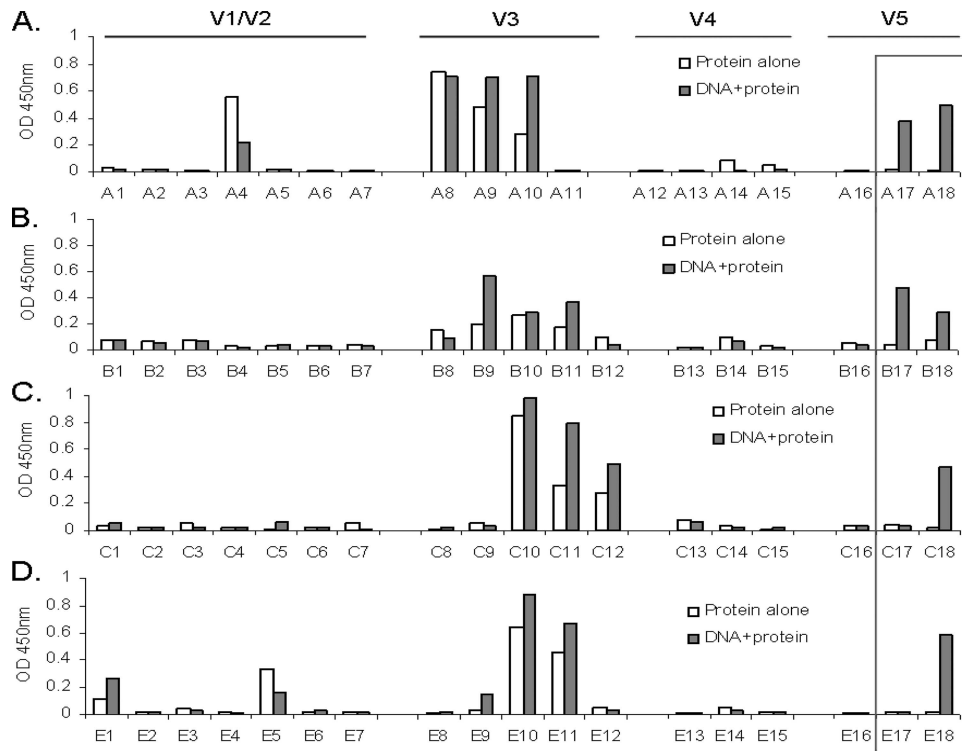 V1/V2 V3 V4 V5
A.
OD 450nm
1
0.8
0.6
0.4
0.2
0
Protein alone
DNA+protein
A1 A2 A3 A4 A5 A6 A7 A8 A9 A10 A11 A12 A13 A14 A15 A16 A17 A18
B.
OD 450nm
1
0.8
0.6
0.4
0.2
0
Protein alone
DNA+protein
B1 B2 B3 B4 B5 B6 B7 B8 B9 B10 B11 B12 B13 B14 B15 B16 B17 B18
C.
OD 450nm
1
0.8
0.6
0.4
0.2
0
Protein alone
DNA+protein
C1 C2 C3 C4 C5 C6 C7 C8 C9 C10 C11 C12 C13 C14 C15 C16 C17 C18
D.
OD 450nm
1
0.8
0.6
0.4
0.2
0
Protein alone
DNA+protein
E1 E2 E3 E4 E5 E6 E7 E8 E9 E10 E11 E12 E13 E14 E15 E16 E17 E18